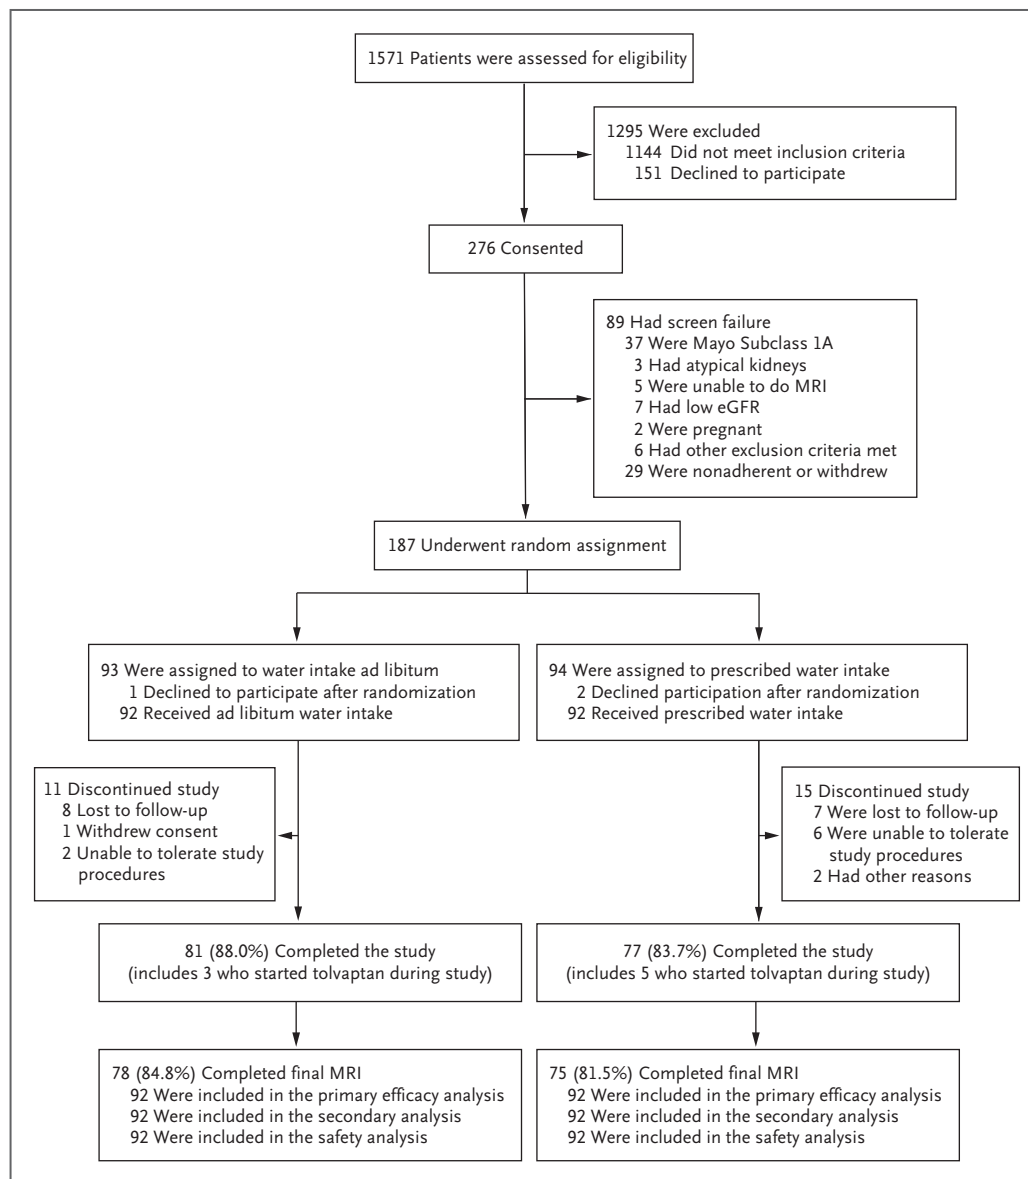 1571 Patients were assessed for eligibility
1295 Were excluded
1144 Did not meet inclusion criteria
151 Declined to participate
276 Consented
89 Had screen failure
37 Were Mayo Subclass 1A
3 Had atypical kidneys
5 Were unable to do MRI
7 Had low eGFR
2 Were pregnant
6 Had other exclusion criteria met
29 Were nonadherent or withdrew
187 Underwent random assignment
93 Were assigned to water intake ad libitum
1 Declined to participate after randomization
92 Received ad libitum water intake
94 Were assigned to prescribed water intake
2 Declined participation after randomization
92 Received prescribed water intake
11 Discontinued study
8 Lost to follow-up
1 Withdrew consent
2 Unable to tolerate study
procedures
15 Discontinued study
7 Were lost to follow-up
6 Were unable to tolerate
study procedures
2 Had other reasons
81 (88.0%) Completed the study
(includes 3 who started tolvaptan during study)
77 (83.7%) Completed the study
(includes 5 who started tolvaptan during study)
78 (84.8%) Completed final MRI
92 Were included in the primary efficacy analysis
92 Were included in the secondary analysis
92 Were included in the safety analysis
75 (81.5%) Completed final MRI
92 Were included in the primary efficacy analysis
92 Were included in the secondary analysis
92 Were included in the safety analysis